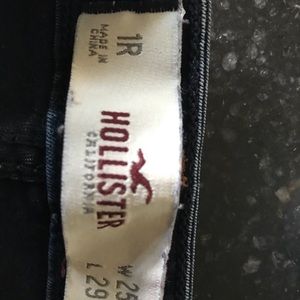 1R
MADE IN
CHINA
HOLLISTER
CALIFORNIA
W 25
L 29